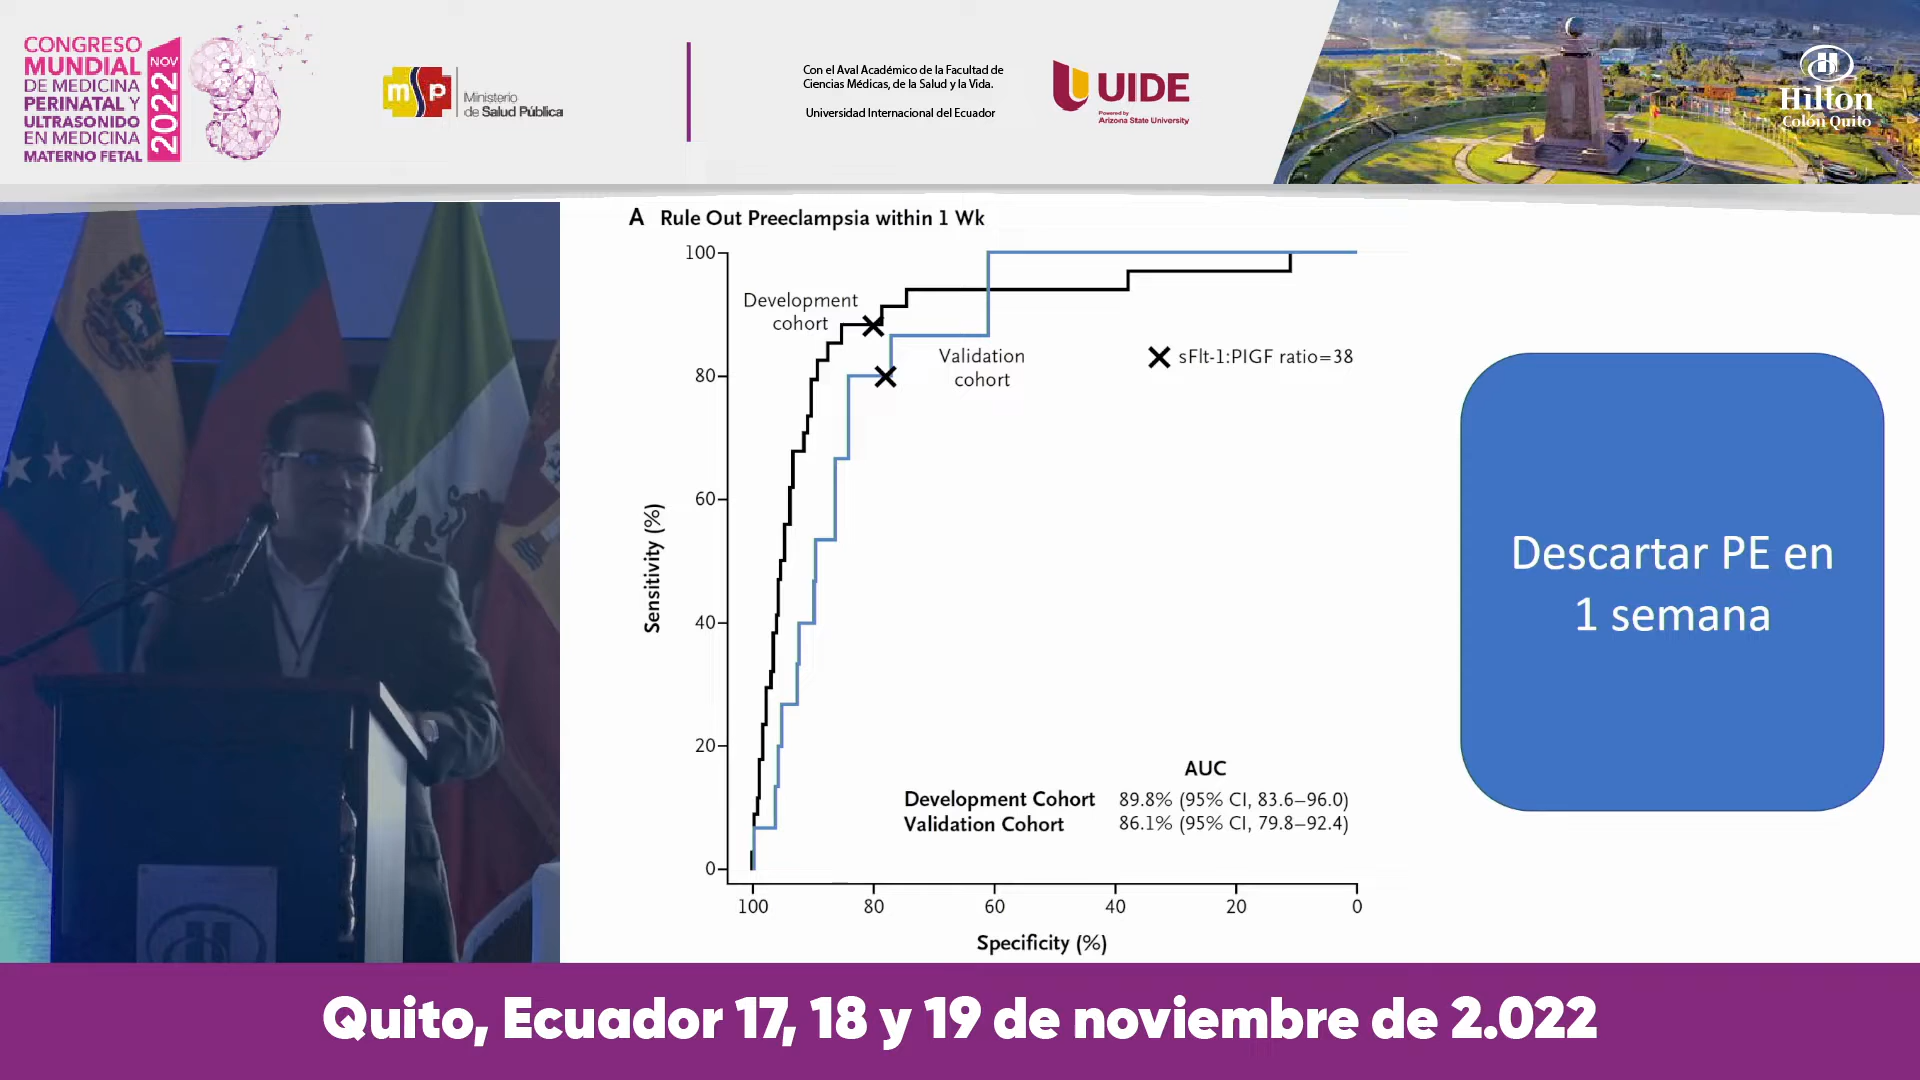 CONGRESO
MUNDIAL
DE MEDICINA
PERINATAL Y
ULTRASONIDO
EN MEDICINA
MATERNO FETAL
NOV
2022
msp
Ministerio
de Salud Pública
Con el Aval Académico de la Facultad de
Ciencias Médicas, de la Salud y la Vida.
Universidad Internacional del Ecuador
UIDE
Powered by
Arizona State University
Hilton
Colón Quito
A Rule Out Preeclampsia within 1 Wk
100
80
60
40
20
0
Sensitivity (%)
Development
cohort
Validation
cohort
sFlt-1:PlGF ratio=38
AUC
Development Cohort 89.8% (95% CI, 83.6–96.0)
Validation Cohort 86.1% (95% CI, 79.8–92.4)
100 80 60 40 20 0
Specificity (%)
Descartar PE en
1 semana
Quito, Ecuador 17, 18 y 19 de noviembre de 2.022